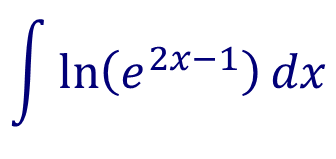 ∫ ln(e^{2x−1}) dx